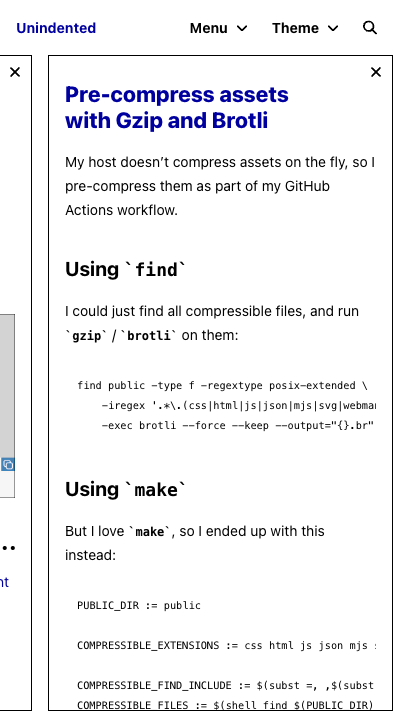 Unindented
Menu
Theme
Pre-compress assets
with Gzip and Brotli
My host doesn’t compress assets on the fly, so I
pre-compress them as part of my GitHub
Actions workflow.
Using `find`
I could just find all compressible files, and run
`gzip` / `brotli` on them:
find public -type f -regextype posix-extended \
-iregex '.*\.(css|html|js|json|mjs|svg|webman
-exec brotli --force --keep --output="{}.br"
Using `make`
But I love `make`, so I ended up with this
instead:
PUBLIC_DIR := public
COMPRESSIBLE_EXTENSIONS := css html js json mjs
COMPRESSIBLE_FIND_INCLUDE := $(subst =, ,$(subst
COMPRESSIBLE_FILES := $(shell find $(PUBLIC_DIR)